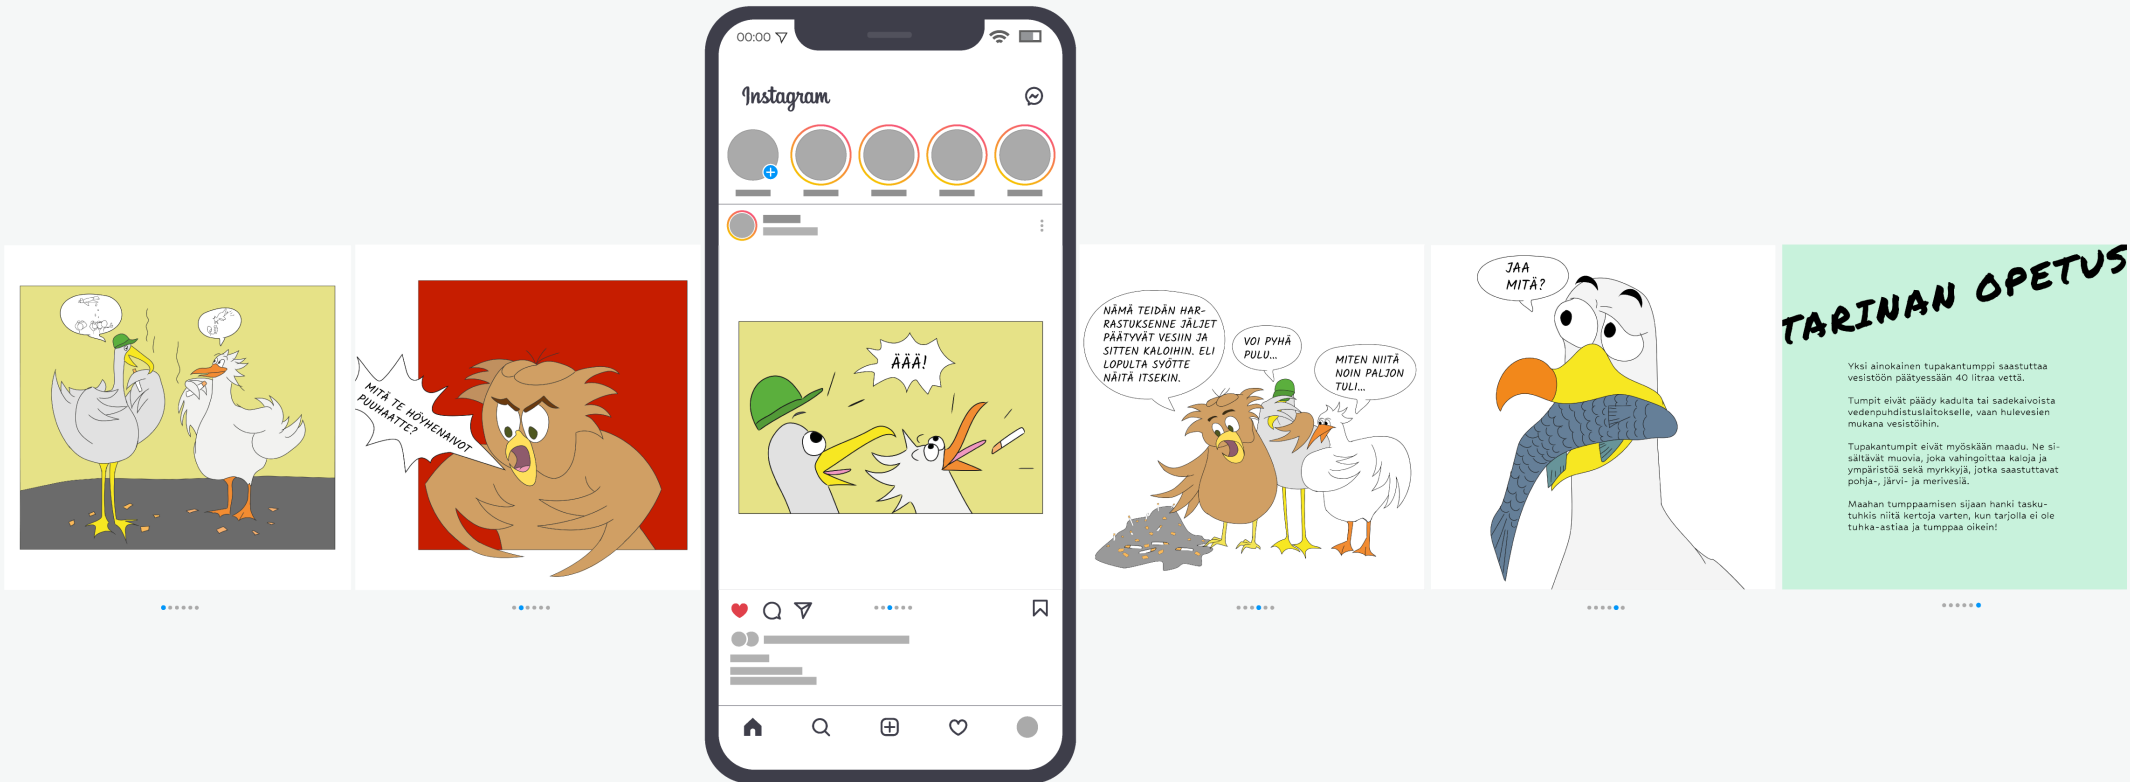 00:00
Instagram
MITÄ TE HÖYHENAIVOT
PUUHAATTE?
ÄÄÄ!
NÄMÄ TEIDÄN HAR-
RASTUKSENNE JÄLJET
PÄÄTYVÄT VESIIN JA
SITTEN KALOIHIN. ELI
LOPULTA SYÖTTE
NÄITÄ ITSEKIN.
VOI PYHÄ
PULU...
MITEN NIITÄ
NOIN PALJON
TULI...
JAA
MITÄ?
TARINAN OPETUS
Yksi ainokainen tupakantumppi saastuttaa
vesistöön päätyessään 40 litraa vettä.
Tumpit eivät päädy kadulta tai sadekaivoista
vedenpuhdistuslaitokselle, vaan hulevesien
mukana vesistöihin.
Tupakantumpit eivät myöskään maadu. Ne si-
sältävät muovia, joka vahingoittaa kaloja ja
ympäristöä sekä myrkkyjä, jotka saastuttavat
pohja-, järvi- ja merivesiä.
Maahan tumppaamisen sijaan hanki tasku-
tuhkis niitä kertoja varten, kun tarjolla ei ole
tuhka-astiaa ja tumppaa oikein!